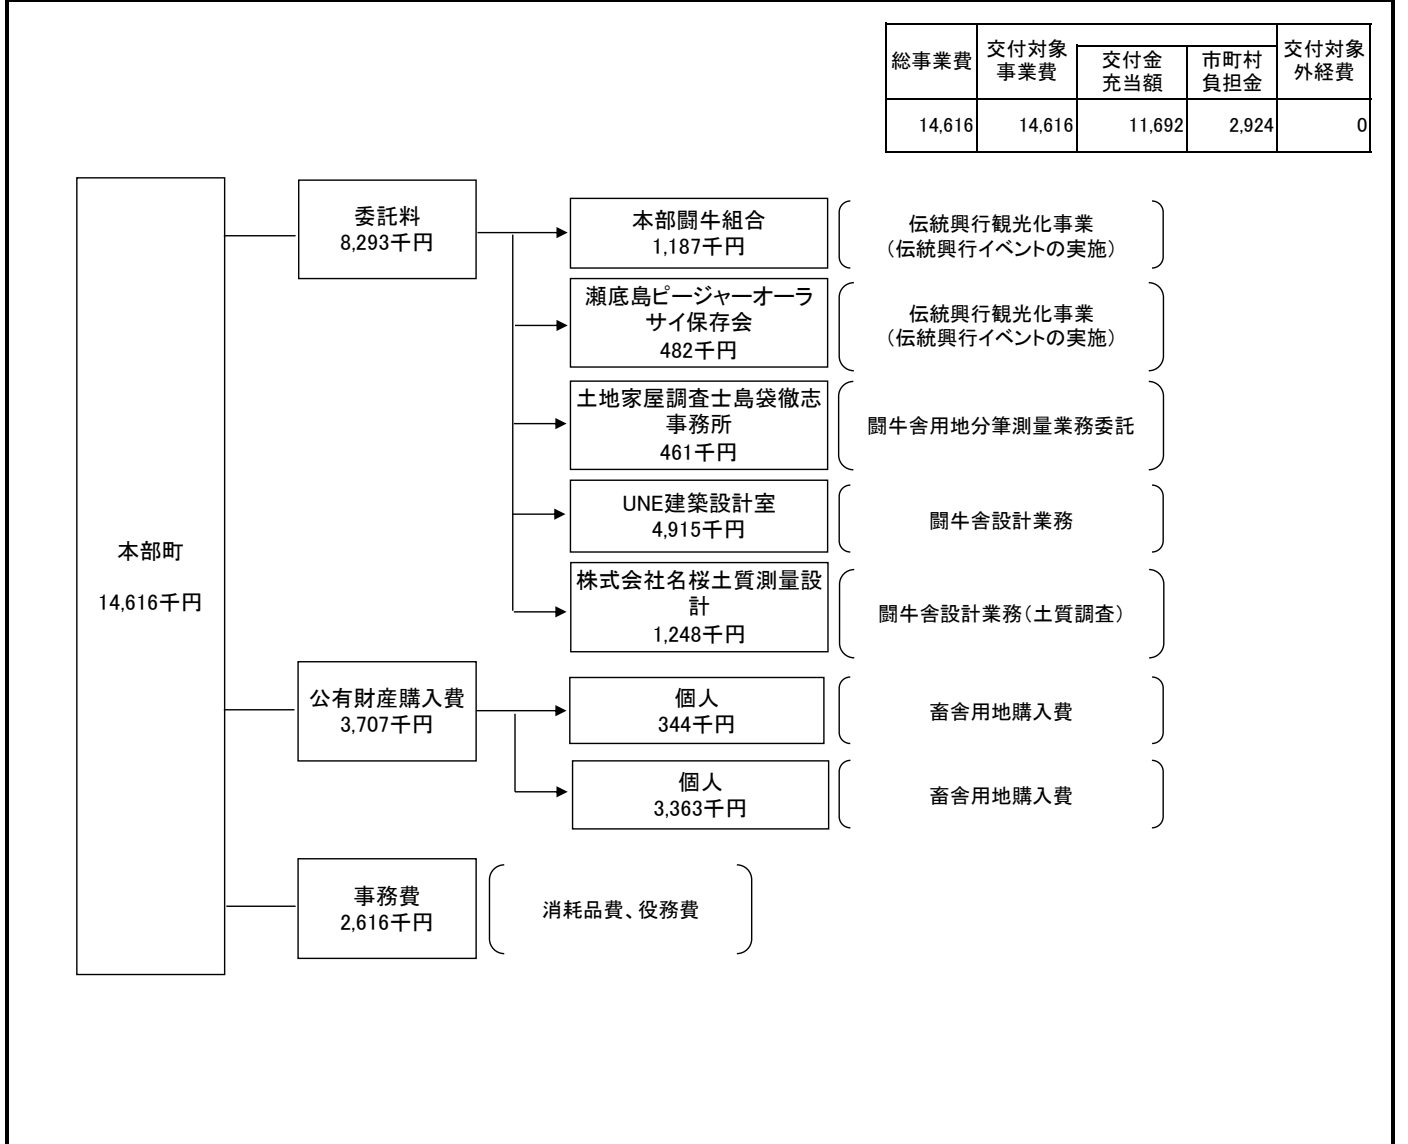 総事業費
交付対象
事業費
交付金
充当額
市町村
負担金
交付対象
外経費
14,616
14,616
11,692
2,924
0
本部町
14,616千円
委託料
8,293千円
本部闘牛組合
1,187千円
伝統興行観光化事業
（伝統興行イベントの実施）
瀬底島ピージャーオーラ
サイ保存会
482千円
伝統興行観光化事業
（伝統興行イベントの実施）
土地家屋調査士島袋徹志
事務所
461千円
闘牛舎用地分筆測量業務委託
UNE建築設計室
4,915千円
闘牛舎設計業務
株式会社名桜土質測量設
計
1,248千円
闘牛舎設計業務（土質調査）
公有財産購入費
3,707千円
個人
344千円
畜舎用地購入費
個人
3,363千円
畜舎用地購入費
事務費
2,616千円
消耗品費、役務費